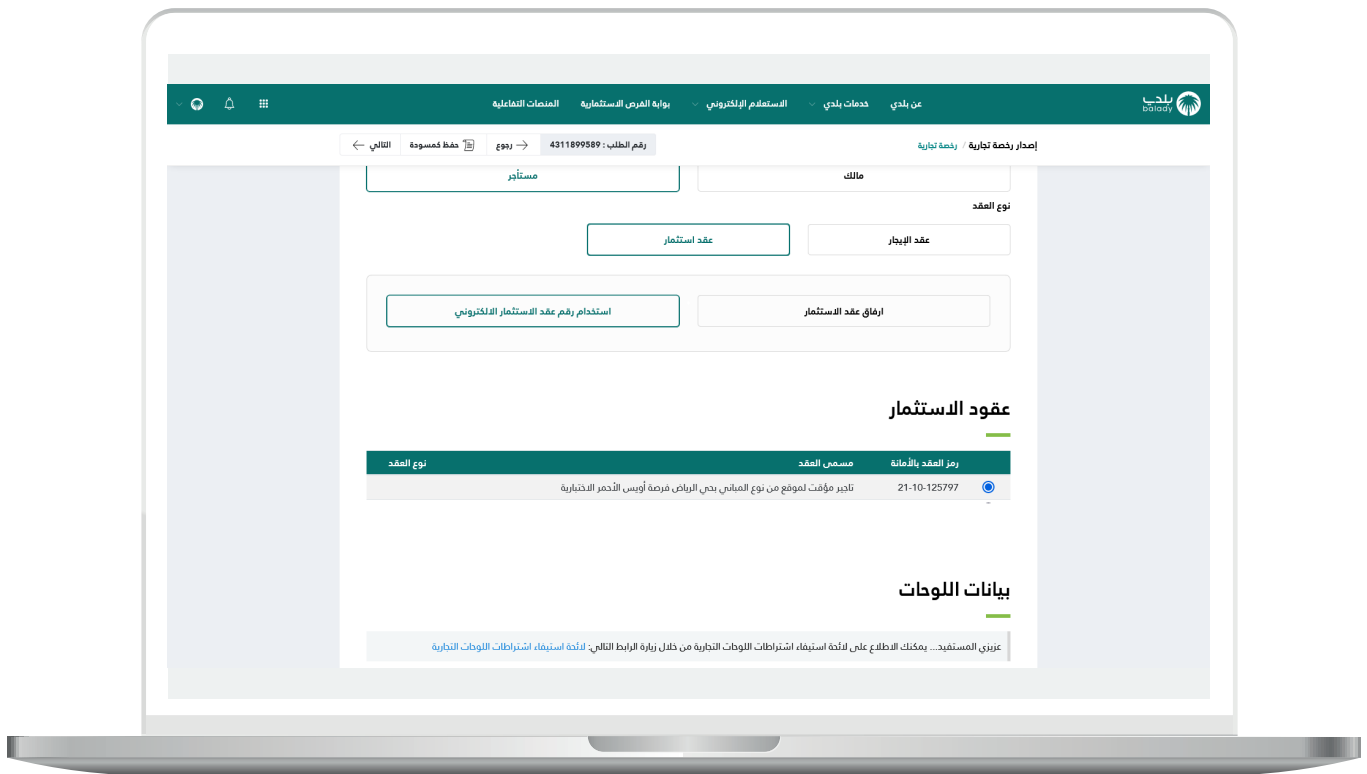 بلدي
balady
عن بلدي
خدمات بلدي
الاستعلام الإلكتروني
بوابة الفرص الاستثمارية
المنصات التفاعلية
إصدار رخصة تجارية / رخصة تجارية
رقم الطلب : 4311899589
رجوع
حفظ كمسودة
التالي
مالك
مستأجر
نوع العقد
عقد الإيجار
عقد استثمار
ارفاق عقد الاستثمار
استخدام رقم عقد الاستثمار الالكتروني
عقود الاستثمار
رمز العقد بالأمانة مسمى العقد نوع العقد
21-10-125797 تاجير مؤقت لموقع من نوع المباني بحي الرياض فرصة أويس الأحمر الاختبارية
بيانات اللوحات
عزيزي المستفيد... يمكنك الاطلاع على لائحة استيفاء اشتراطات اللوحات التجارية من خلال زيارة الرابط التالي: لائحة استيفاء اشتراطات اللوحات التجارية